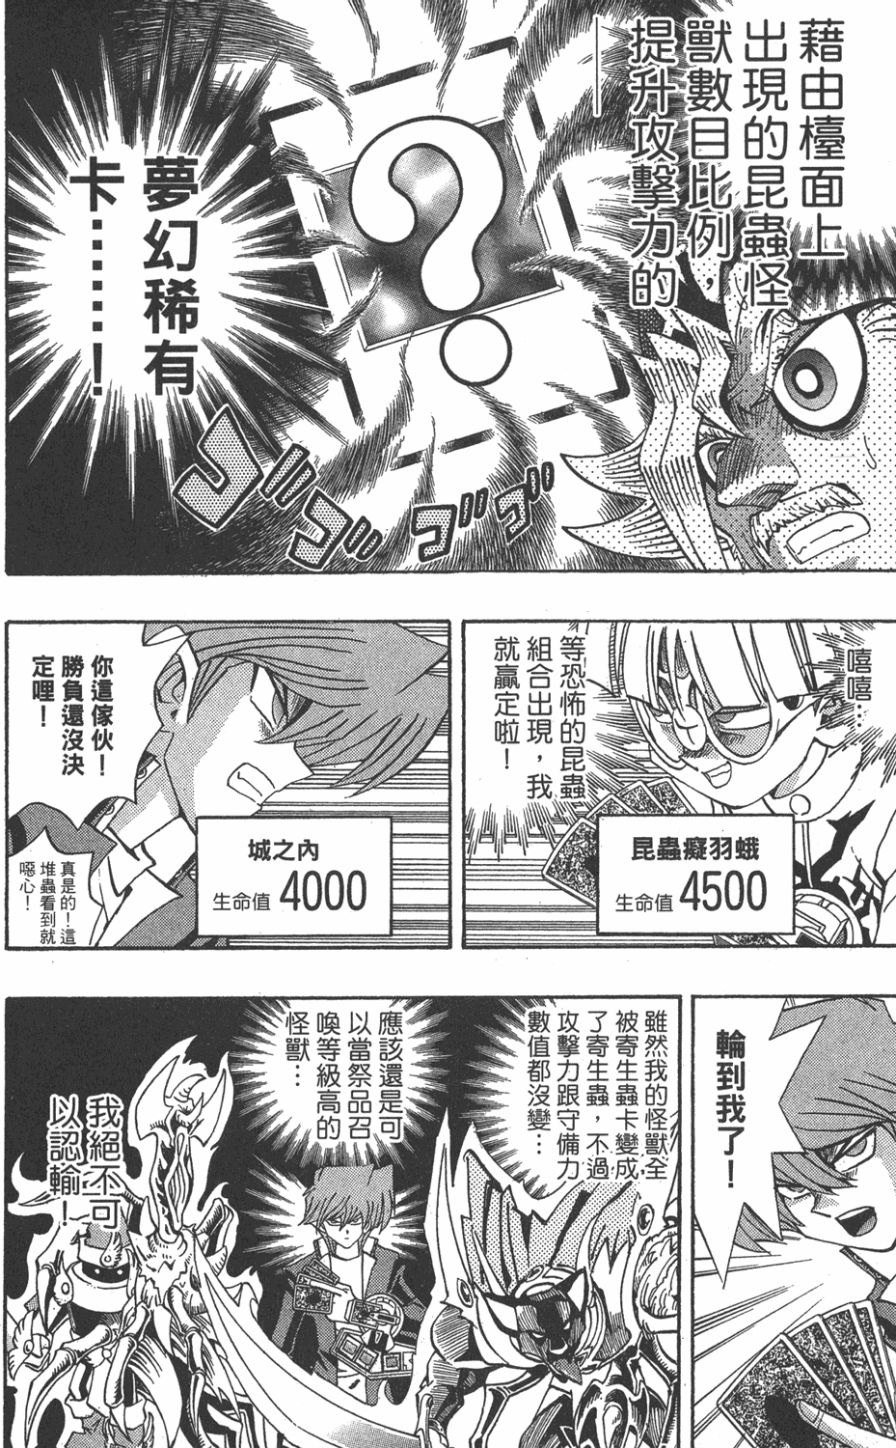 藉由檯面上
出現的昆蟲怪
獸數目比例，
提升攻擊力的
——
夢幻稀有
卡………！
ゴゴゴゴ
嘻嘻…
等恐怖的昆蟲
組合出現，我
就贏定啦！
昆蟲癡羽蛾
生命值 4500
你這傢伙！
勝負還沒決
定哩！
真是的！這
堆蟲看到就
噁心！
城之內
生命值 4000
輪到我了！
雖然我的怪獸全
被寄生蟲卡變成
了寄生蟲，不過
攻擊力跟守備力
數值都沒變…
應該還是可
以當祭品召
喚等級高的
怪獸…
我絕不可
以認輸！